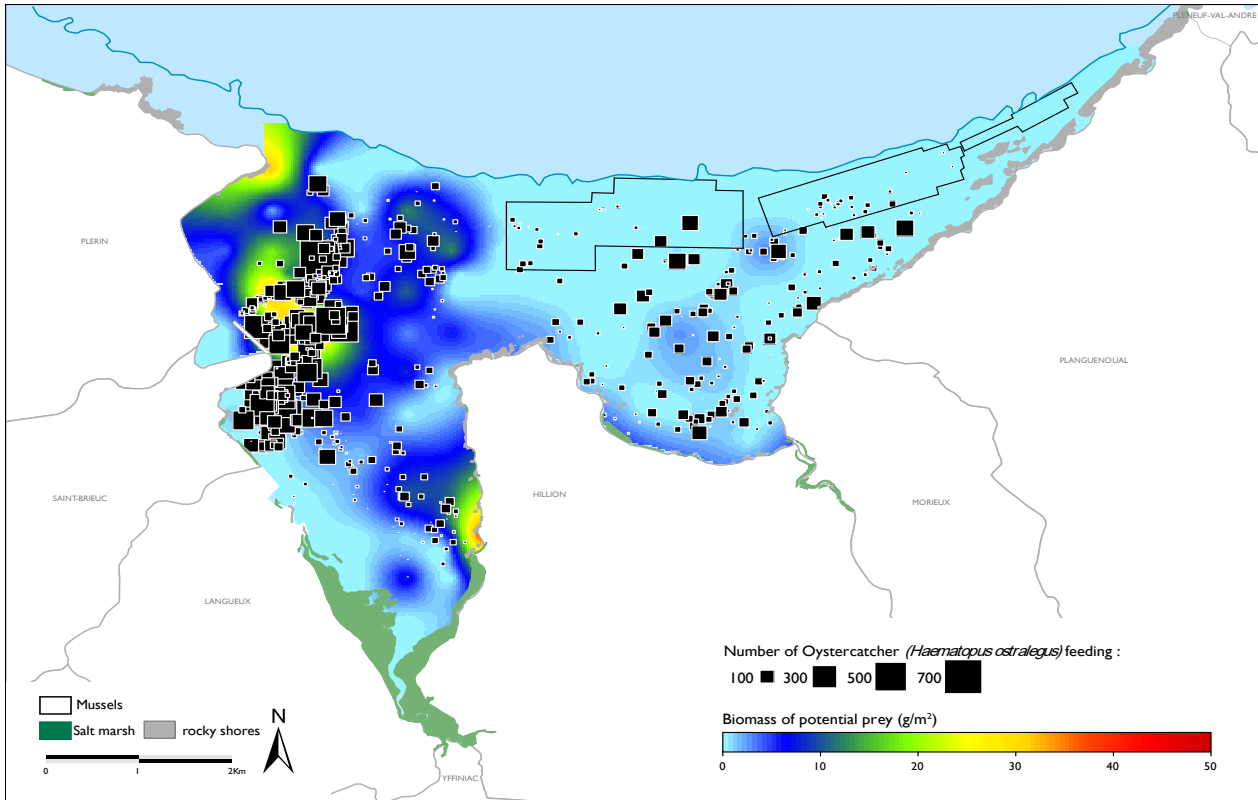 PLENEUF-VAL-ANDRE
PLERIN
PLANGUENOUAL
SAINT-BRIEUC
HILLION
MORIEUX
LANGUEUX
YFFINIAC
Number of Oystercatcher (Haematopus ostralegus) feeding :
100 300 500 700
Biomass of potential prey (g/m²)
0 10 20 30 40 50
Mussels
Salt marsh rocky shores
N
0 1 2Km